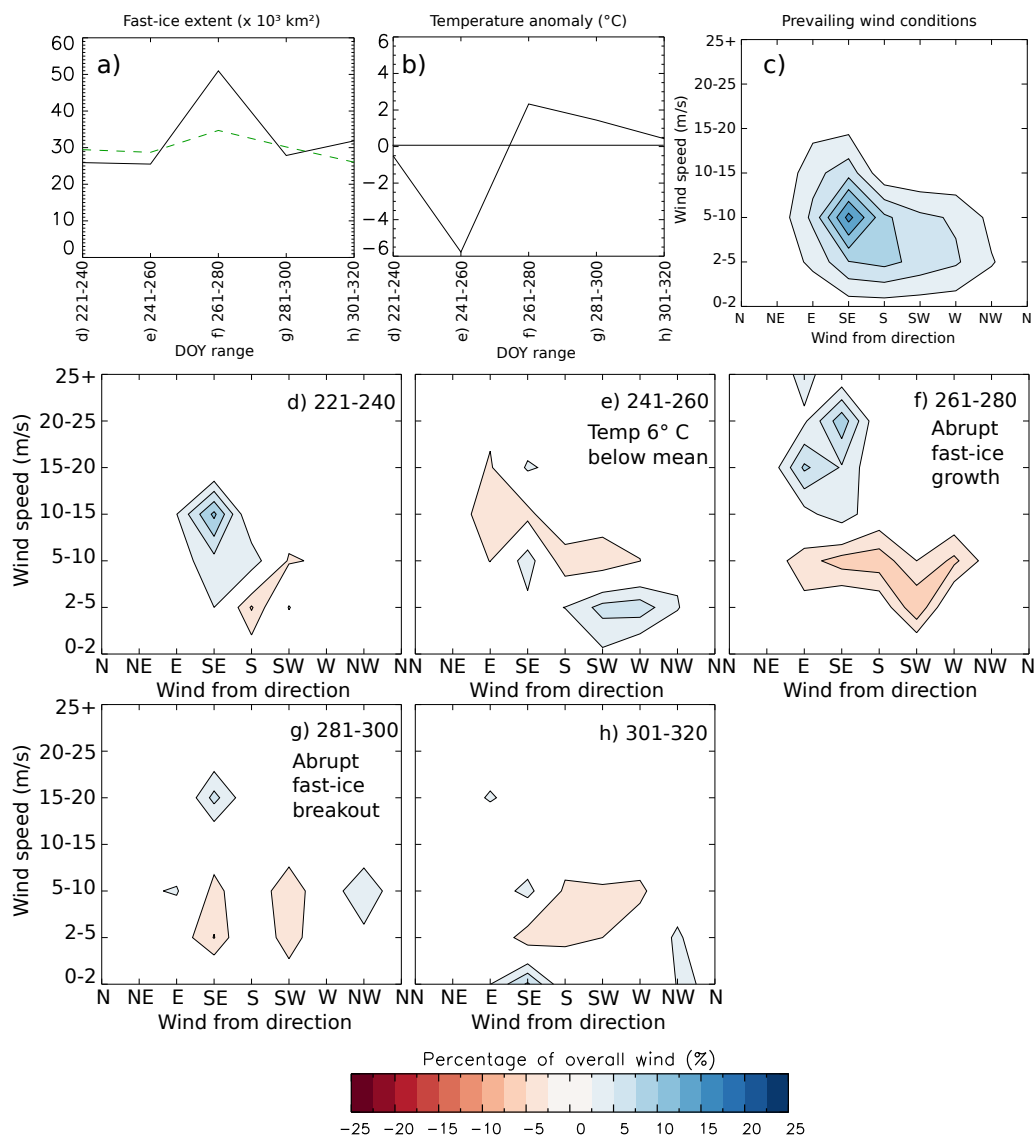 Fast-ice extent (x 10³ km²)
60
50
40
30
20
10
0
a)
d) 221-240
e) 241-260
f) 261-280
g) 281-300
h) 301-320
DOY range
Temperature anomaly (°C)
6
4
2
0
−2
−4
−6
b)
d) 221-240
e) 241-260
f) 261-280
g) 281-300
h) 301-320
DOY range
Prevailing wind conditions
Wind speed (m/s)
25+
20-25
15-20
10-15
5-10
2-5
0-2
c)
N NE E SE S SW W NW N
Wind from direction
Wind speed (m/s)
25+
20-25
15-20
10-15
5-10
2-5
0-2
d) 221-240
N NE E SE S SW W NW N
Wind from direction
e) 241-260
Temp 6° C
below mean
N NE E SE S SW W NW N
Wind from direction
f) 261-280
Abrupt
fast-ice
growth
N NE E SE S SW W NW N
Wind from direction
Wind speed (m/s)
25+
20-25
15-20
10-15
5-10
2-5
0-2
g) 281-300
Abrupt
fast-ice
breakout
N NE E SE S SW W NW N
Wind from direction
h) 301-320
N NE E SE S SW W NW N
Wind from direction
Percentage of overall wind (%)
−25 −20 −15 −10 −5 0 5 10 15 20 25